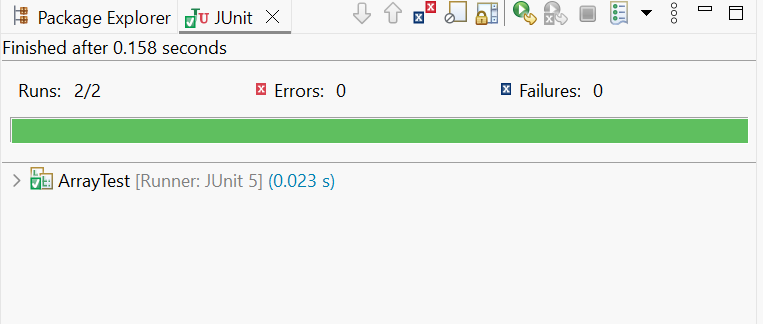 Package Explorer JUnit
Finished after 0.158 seconds
Runs: 2/2 Errors: 0 Failures: 0
ArrayTest [Runner: JUnit 5] (0.023 s)